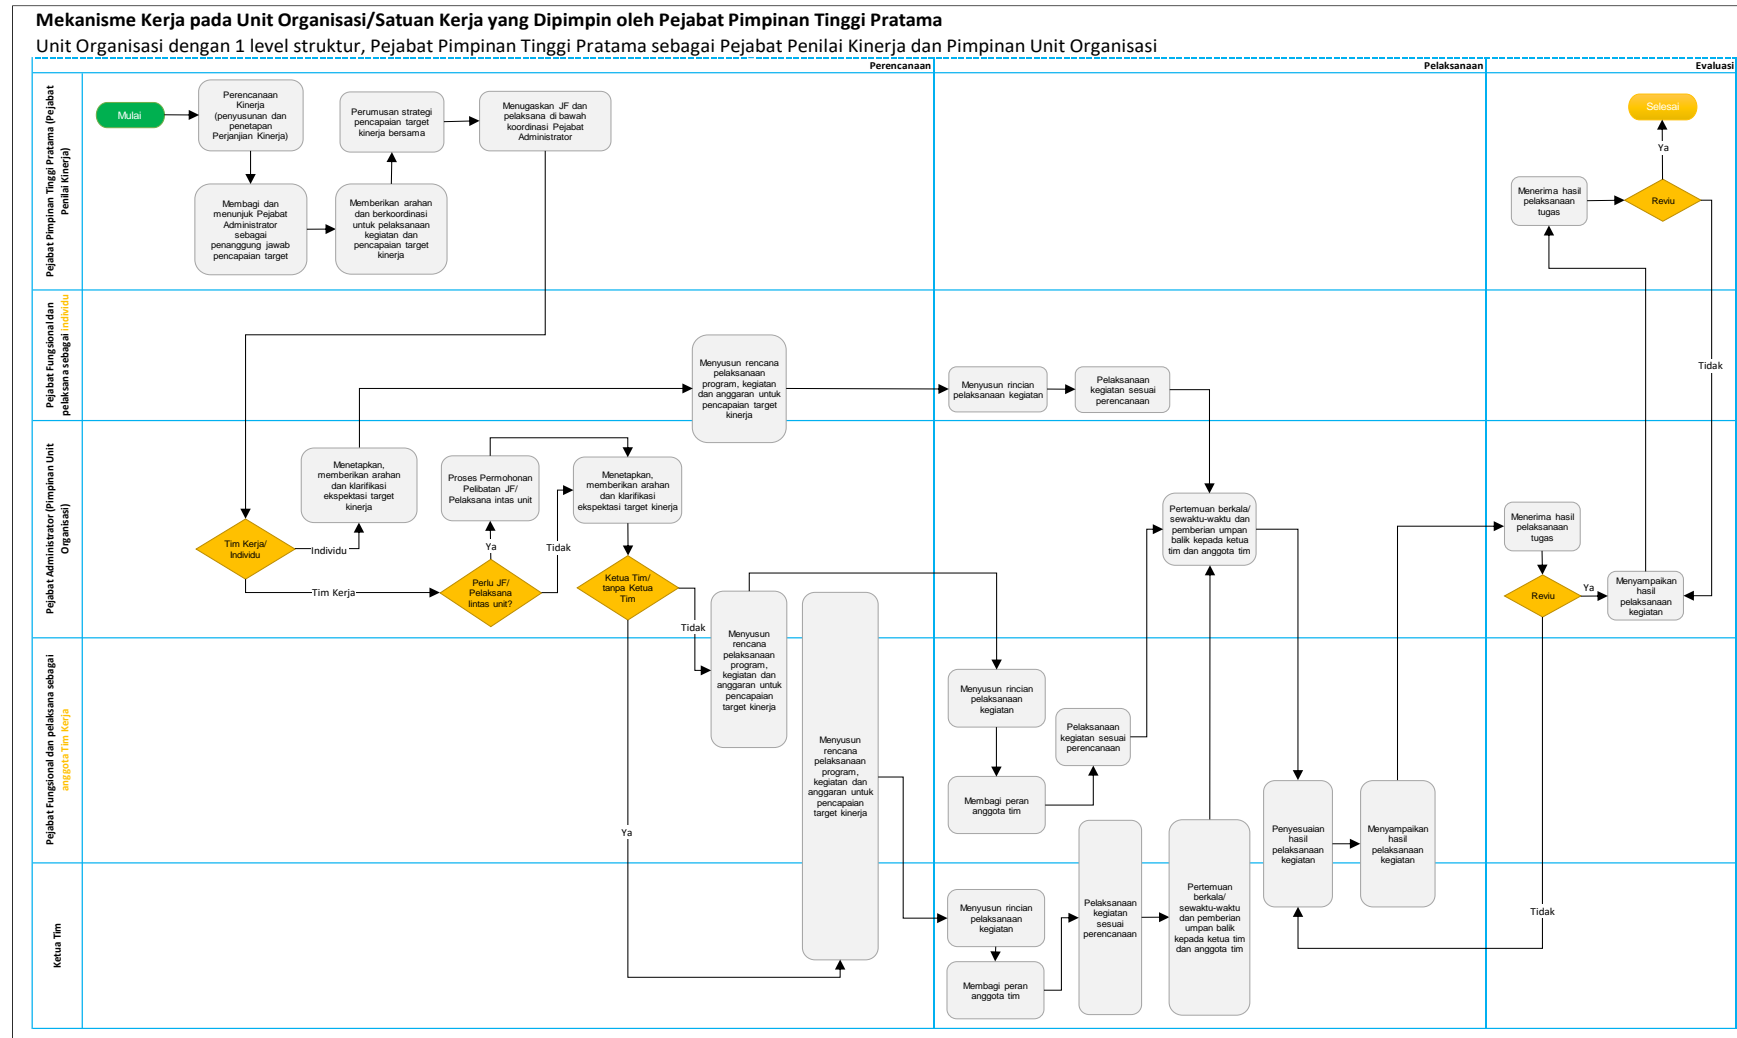 Mekanisme Kerja pada Unit Organisasi/Satuan Kerja yang Dipimpin oleh Pejabat Pimpinan Tinggi Pratama
Unit Organisasi dengan 1 level struktur, Pejabat Pimpinan Tinggi Pratama sebagai Pejabat Penilai Kinerja dan Pimpinan Unit Organisasi
Perencanaan
Pelaksanaan
Evaluasi
Pejabat Pimpinan Tinggi Pratama (Pejabat
Penilai Kinerja)
Mulai
Perencanaan
Kinerja
(penyusunan dan
penetapan
Perjanjian Kinerja)
Perumusan strategi
pencapaian target
kinerja bersama
Menugaskan JF dan
pelaksana di bawah
koordinasi Pejabat
Administrator
Membagi dan
menunjuk Pejabat
Administrator
sebagai
penanggung jawab
pencapaian target
Memberikan arahan
dan berkoordinasi
untuk pelaksanaan
kegiatan dan
pencapaian target
kinerja
Selesai
Ya
Menerima hasil
pelaksanaan
tugas
Reviu
Tidak
Pejabat Fungsional dan
pelaksana sebagai individu
Menyusun rencana
pelaksanaan
program, kegiatan
dan anggaran untuk
pencapaian target
kinerja
Menyusun rincian
pelaksanaan kegiatan
Pelaksanaan
kegiatan sesuai
perencanaan
Pejabat Administrator (Pimpinan Unit
Organisasi)
Tim Kerja/
Individu
Individu
Tim Kerja
Menetapkan,
memberikan arahan
dan klarifikasi
ekspektasi target
kinerja
Proses Permohonan
Pelibatan JF/
Pelaksana intas unit
Ya
Perlu JF/
Pelaksana
lintas unit?
Tidak
Menetapkan,
memberikan arahan
dan klarifikasi
ekspektasi target kinerja
Ketua Tim/
tanpa Ketua
Tim
Tidak
Ya
Pertemuan berkala/
sewaktu-waktu dan
pemberian umpan
balik kepada ketua
tim dan anggota tim
Menerima hasil
pelaksanaan
tugas
Reviu
Ya
Menyampaikan
hasil
pelaksanaan
kegiatan
Tidak
Pejabat Fungsional dan pelaksana sebagai
anggota Tim Kerja
Menyusun
rencana
pelaksanaan
program,
kegiatan dan
anggaran untuk
pencapaian
target kinerja
Menyusun
rencana
pelaksanaan
program,
kegiatan dan
anggaran untuk
pencapaian
target kinerja
Menyusun rincian
pelaksanaan
kegiatan
Membagi peran
anggota tim
Pelaksanaan
kegiatan sesuai
perencanaan
Penyesuaian
hasil
pelaksanaan
kegiatan
Menyampaikan
hasil
pelaksanaan
kegiatan
Ketua Tim
Menyusun rincian
pelaksanaan
kegiatan
Membagi peran
anggota tim
Pelaksanaan
kegiatan
sesuai
perencanaan
Pertemuan
berkala/
sewaktu-waktu
dan pemberian
umpan balik
kepada ketua tim
dan anggota tim